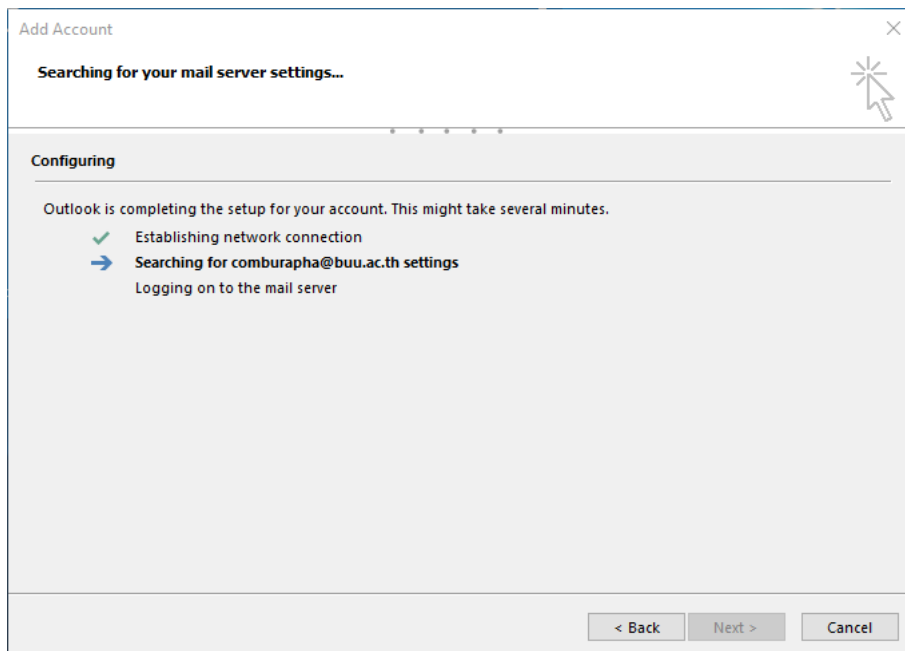 Add Account
Searching for your mail server settings...
Configuring
Outlook is completing the setup for your account. This might take several minutes.
Establishing network connection
Searching for comburapha@buu.ac.th settings
Logging on to the mail server
< Back
Next >
Cancel